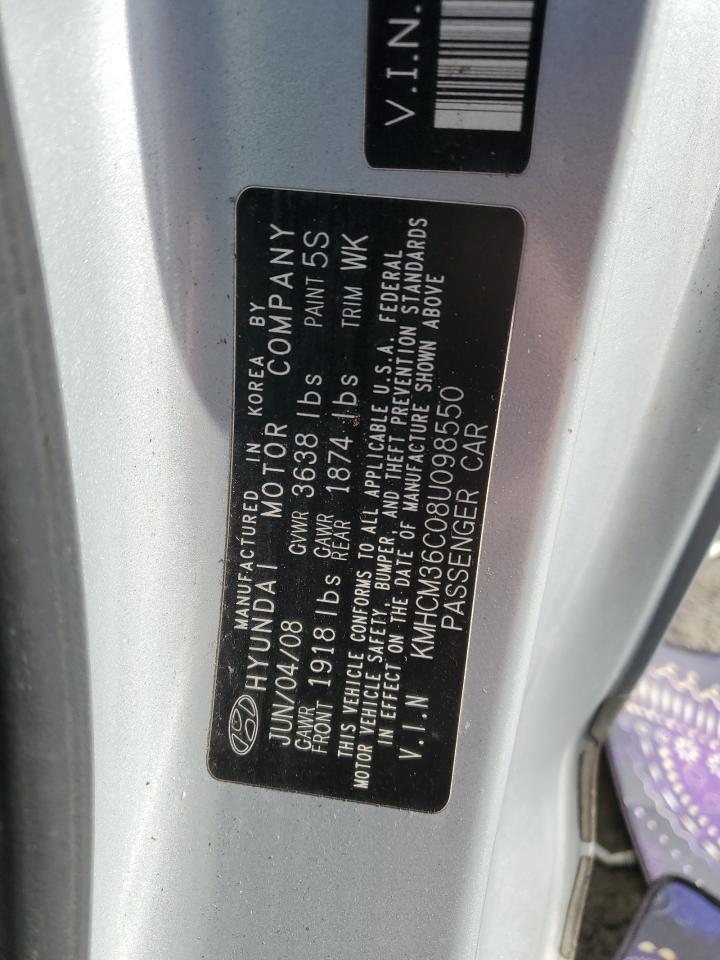 V.I.N.
MANUFACTURED IN KOREA BY
HYUNDAI MOTOR COMPANY
JUN/04/08 GVWR 3638 lbs PAINT 5S
GAWR FRONT 1918 lbs GAWR REAR 1874 lbs TRIM WK
THIS VEHICLE CONFORMS TO ALL APPLICABLE U.S.A. FEDERAL
MOTOR VEHICLE SAFETY, BUMPER, AND THEFT PREVENTION STANDARDS
IN EFFECT ON THE DATE OF MANUFACTURE SHOWN ABOVE
V.I.N KMHCM36C08U098550
PASSENGER CAR